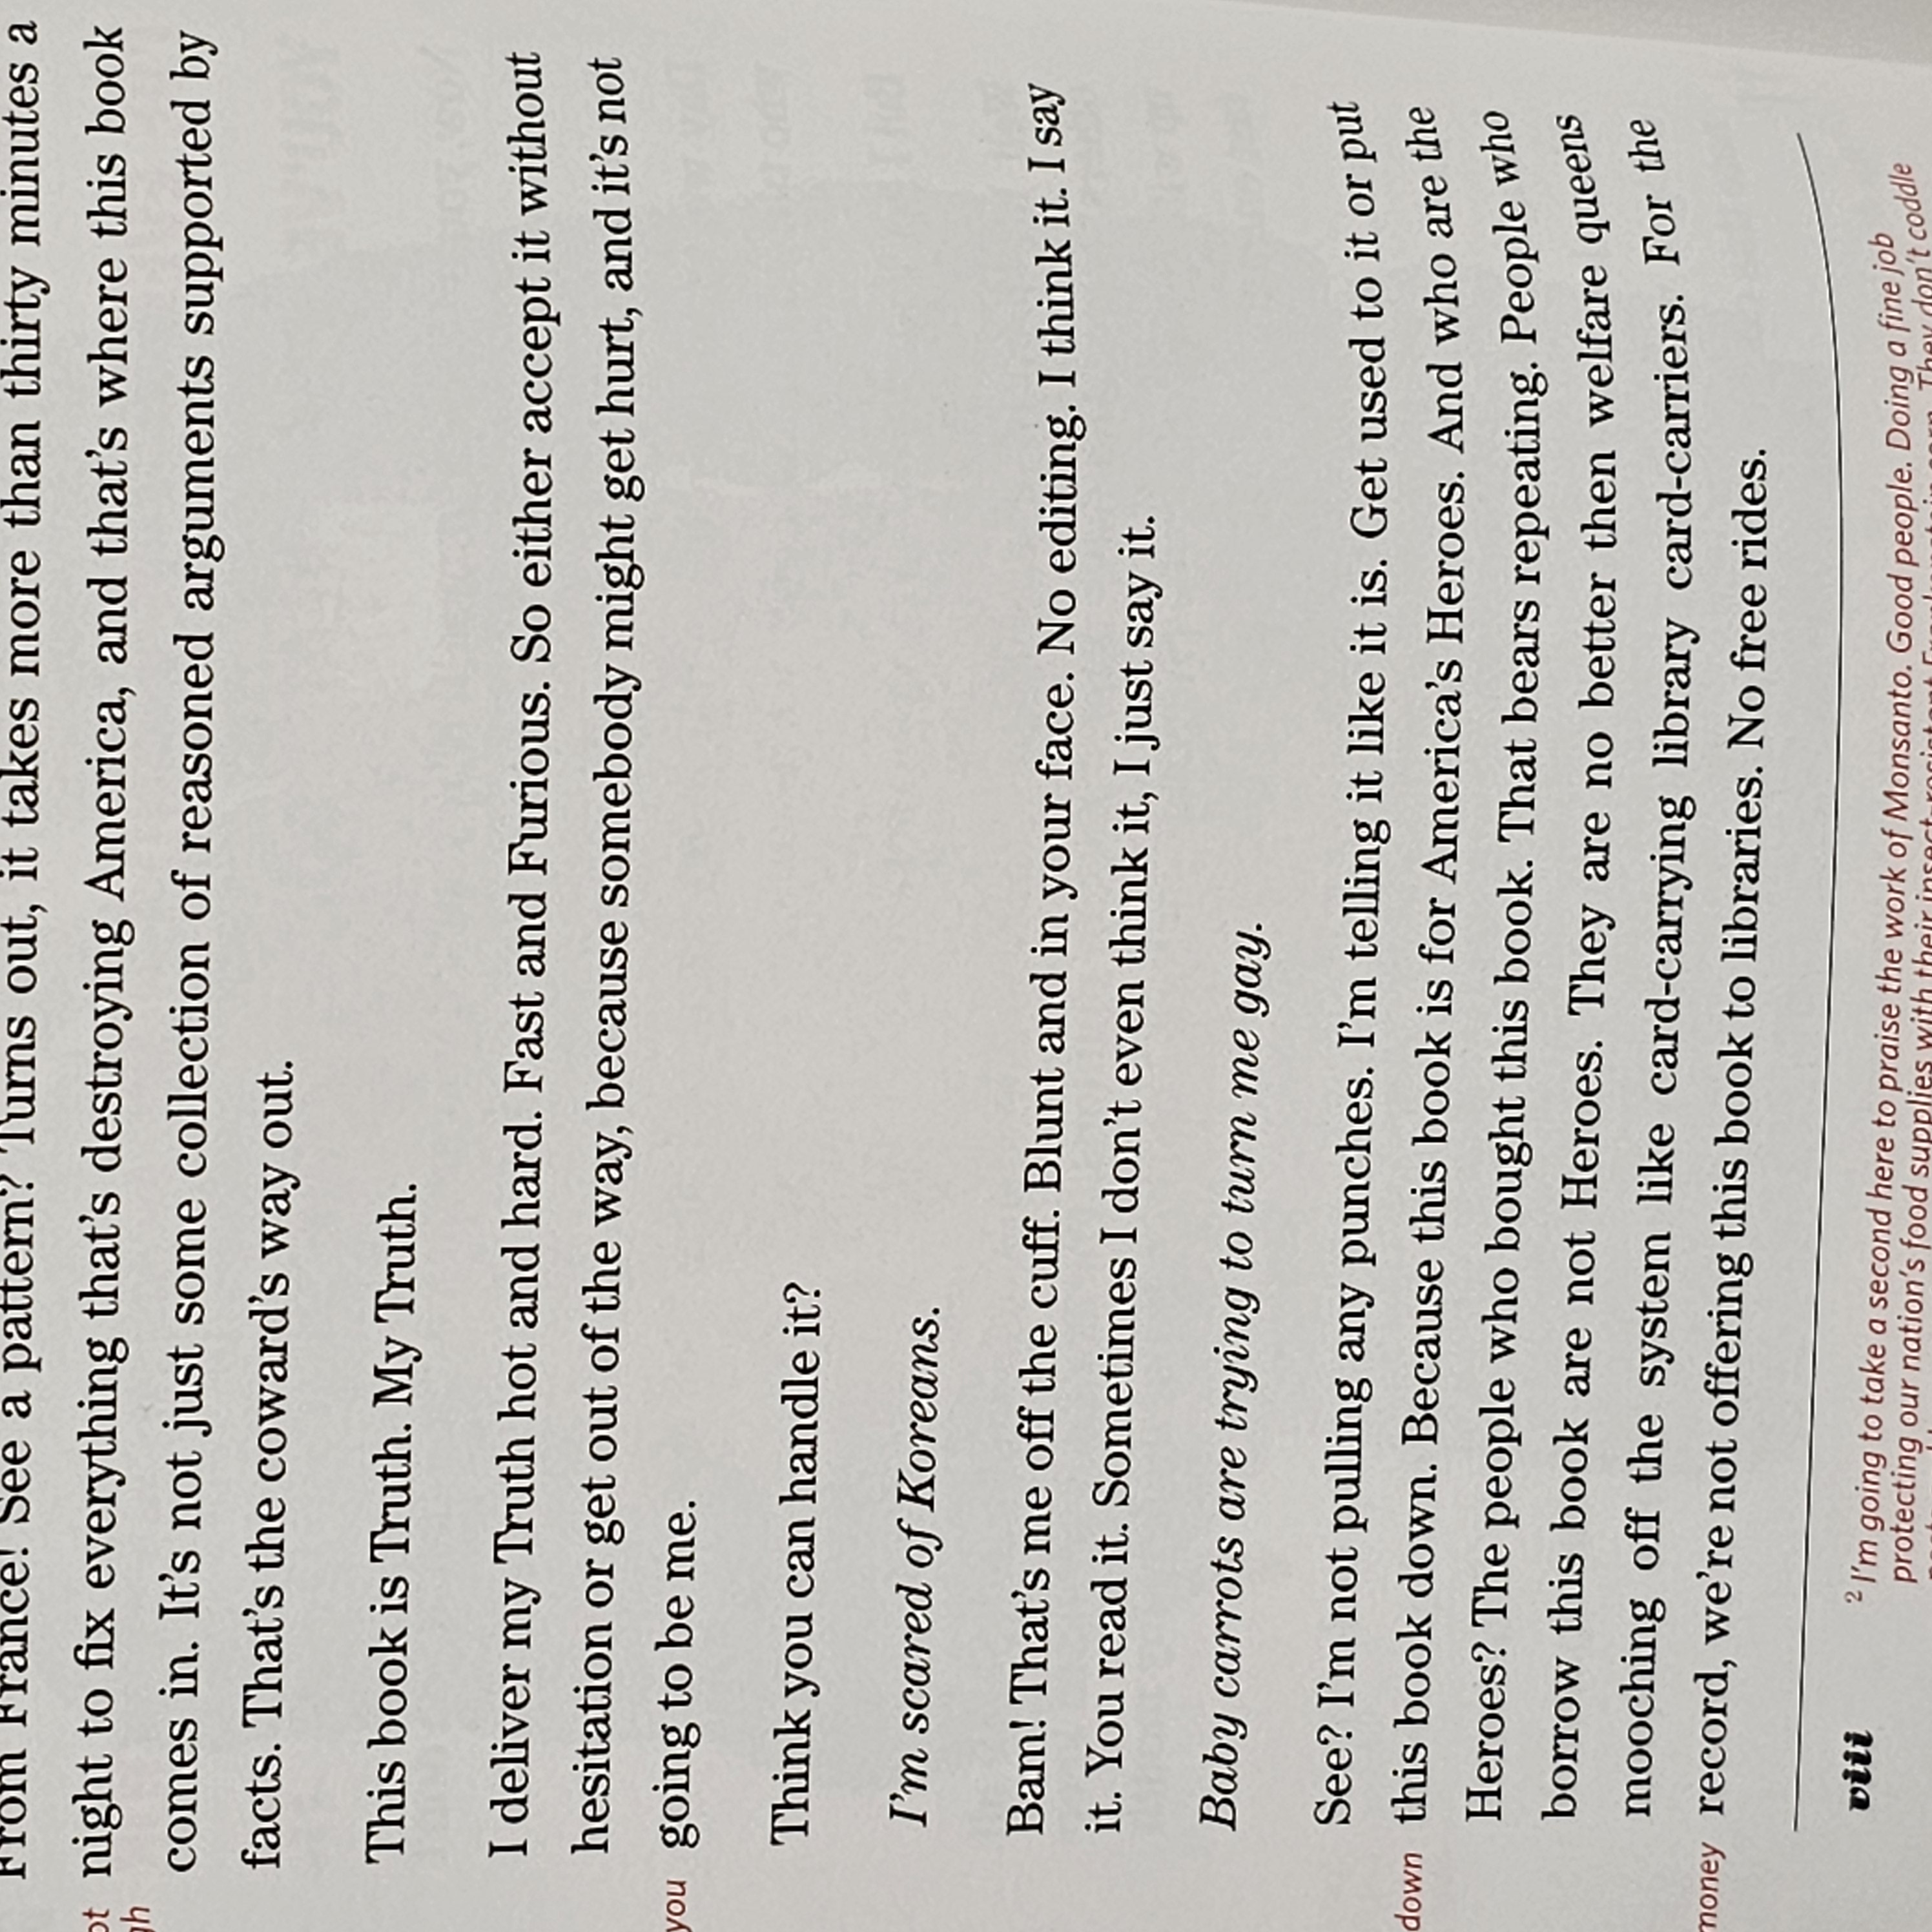 From France! See a pattern? Turns out, it takes more than thirty minutes a
night to fix everything that's destroying America, and that's where this book
comes in. It's not just some collection of reasoned arguments supported by
facts. That's the coward's way out.
This book is Truth. My Truth.
I deliver my Truth hot and hard. Fast and Furious. So either accept it without
hesitation or get out of the way, because somebody might get hurt, and it's not
you going to be me.
Think you can handle it?
I'm scared of Koreans.
Bam! That's me off the cuff. Blunt and in your face. No editing. I think it. I say
it. You read it. Sometimes I don't even think it, I just say it.
Baby carrots are trying to turn me gay.
See? I'm not pulling any punches. I'm telling it like it is. Get used to it or put
down this book down. Because this book is for America's Heroes. And who are the
Heroes? The people who bought this book. That bears repeating. People who
borrow this book are not Heroes. They are no better then welfare queens
mooching off the system like card-carrying library card-carriers. For the
money record, we're not offering this book to libraries. No free rides.
viii
2 I'm going to take a second here to praise the work of Monsanto. Good people. Doing a fine job
protecting our nation's food supplies with their insect-resistant Frankenstein corn. They don't coddle